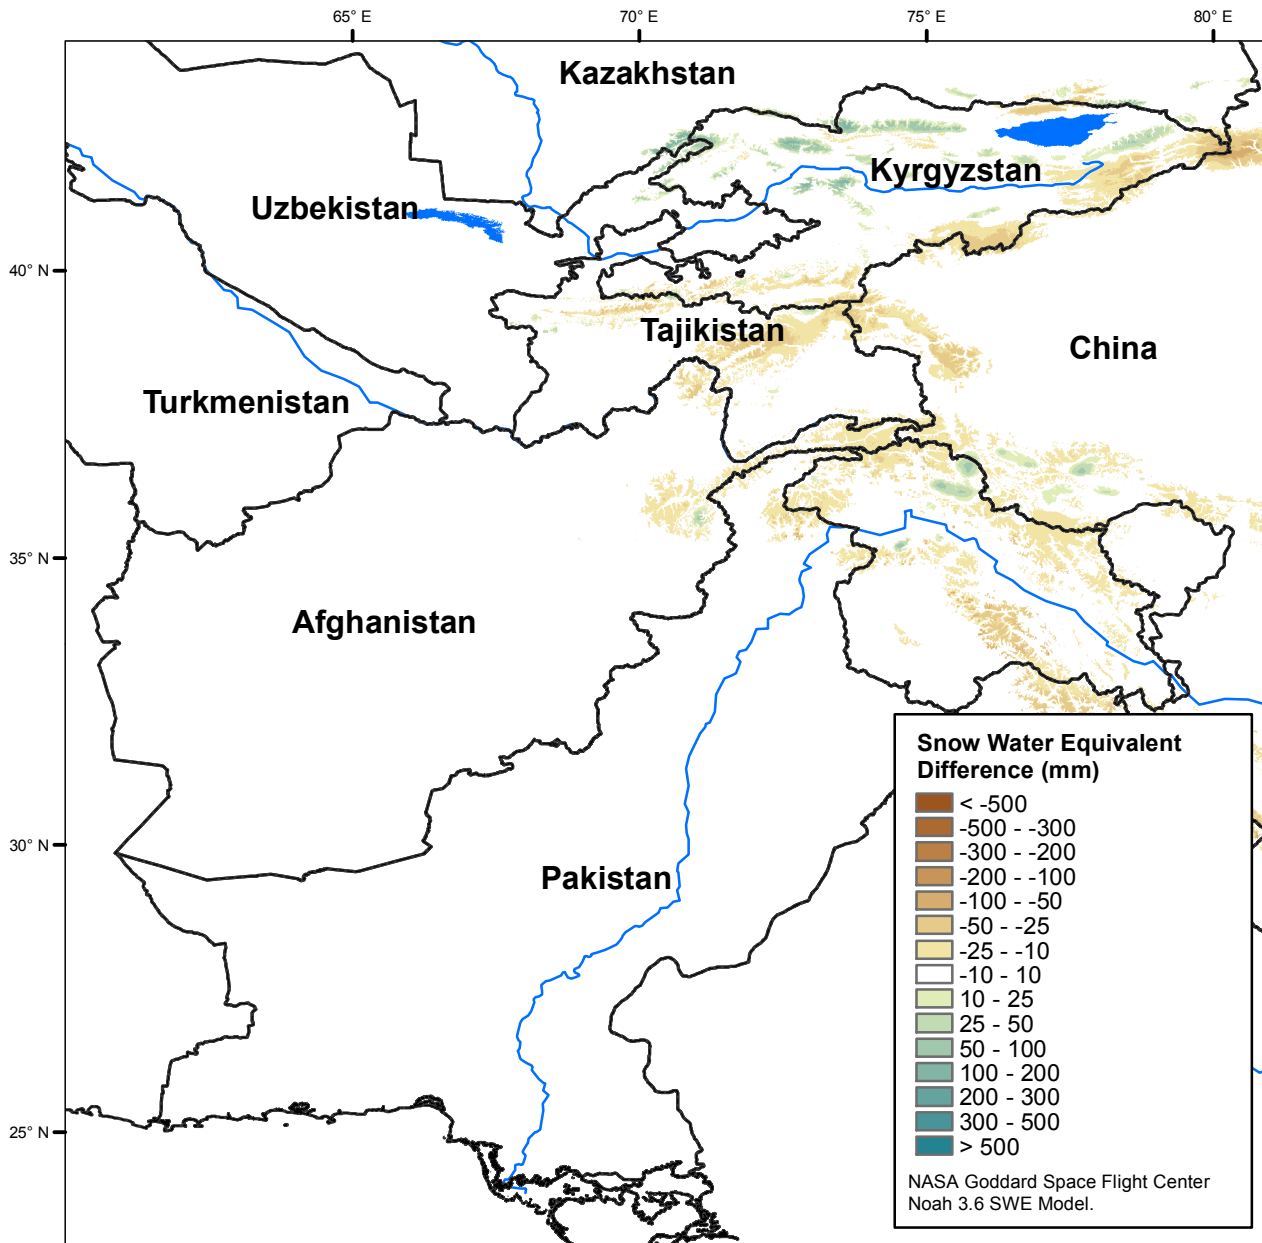 65° E
70° E
75° E
80° E
Kazakhstan
Kyrgyzstan
Uzbekistan
40° N
Tajikistan
China
Turkmenistan
35° N
Afghanistan
30° N
Pakistan
25° N
Snow Water Equivalent
Difference (mm)
< -500
-500 - -300
-300 - -200
-200 - -100
-100 - -50
-50 - -25
-25 - -10
-10 - 10
10 - 25
25 - 50
50 - 100
100 - 200
200 - 300
300 - 500
> 500
NASA Goddard Space Flight Center
Noah 3.6 SWE Model.